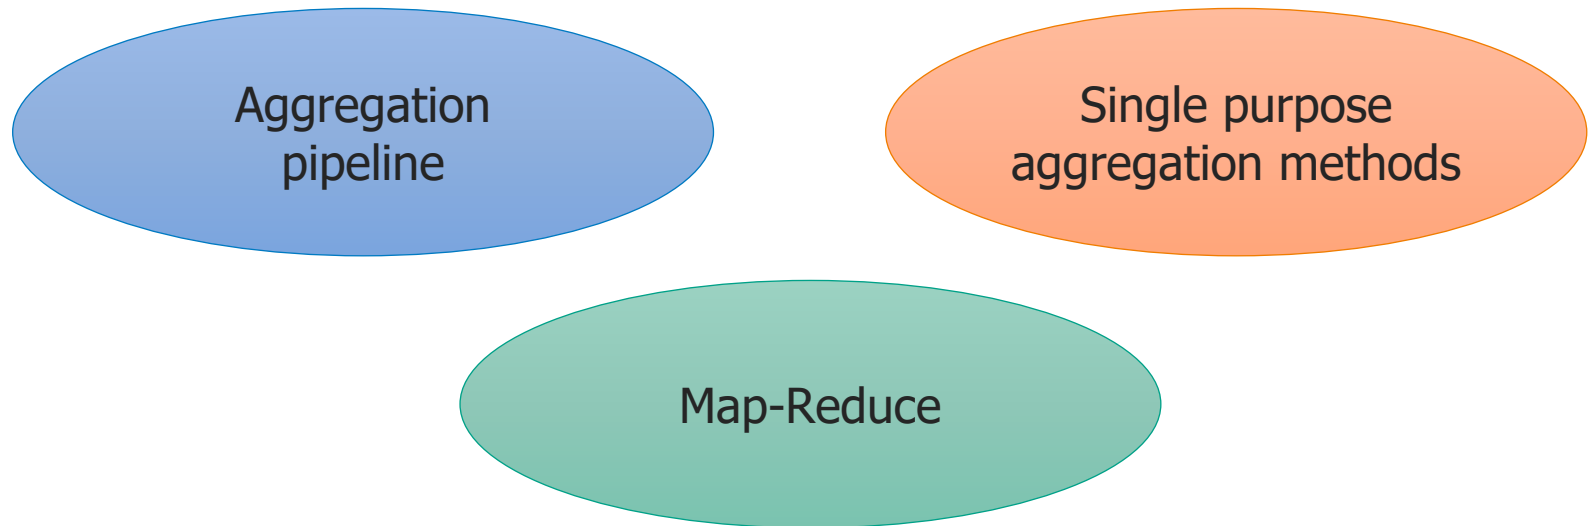 Aggregation
pipeline
Single purpose
aggregation methods
Map-Reduce